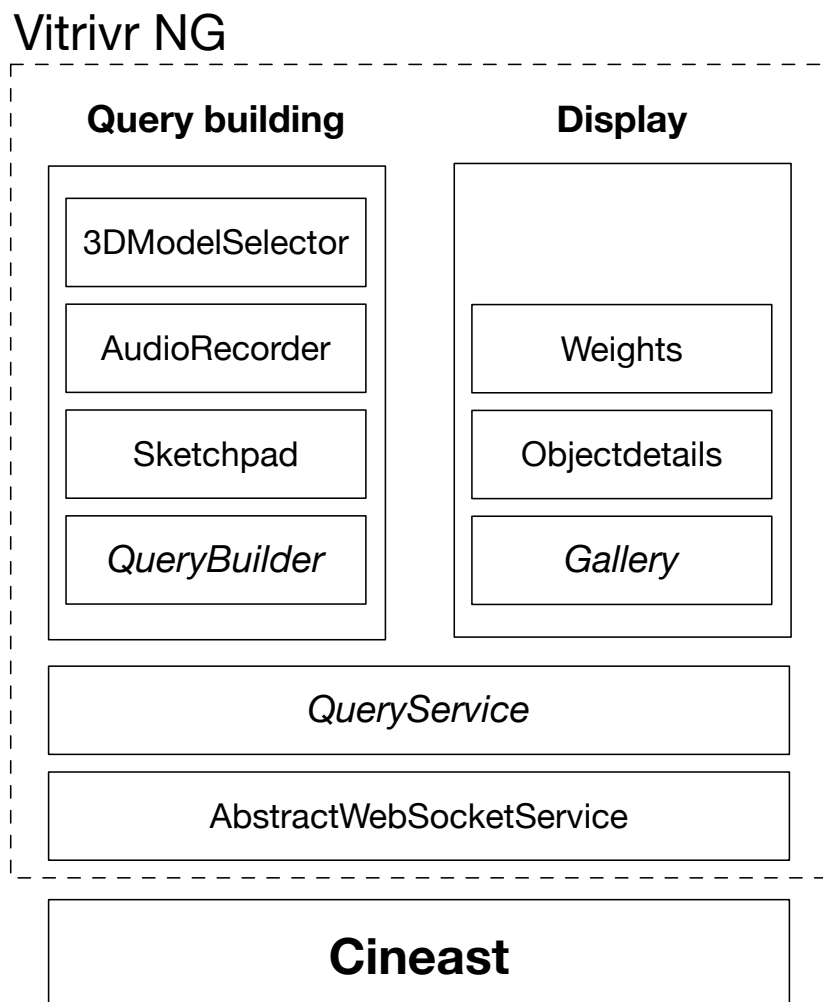 Vitrivr NG
Query building
3DModelSelector
AudioRecorder
Sketchpad
QueryBuilder
Display
Weights
Objectdetails
Gallery
QueryService
AbstractWebSocketService
Cineast